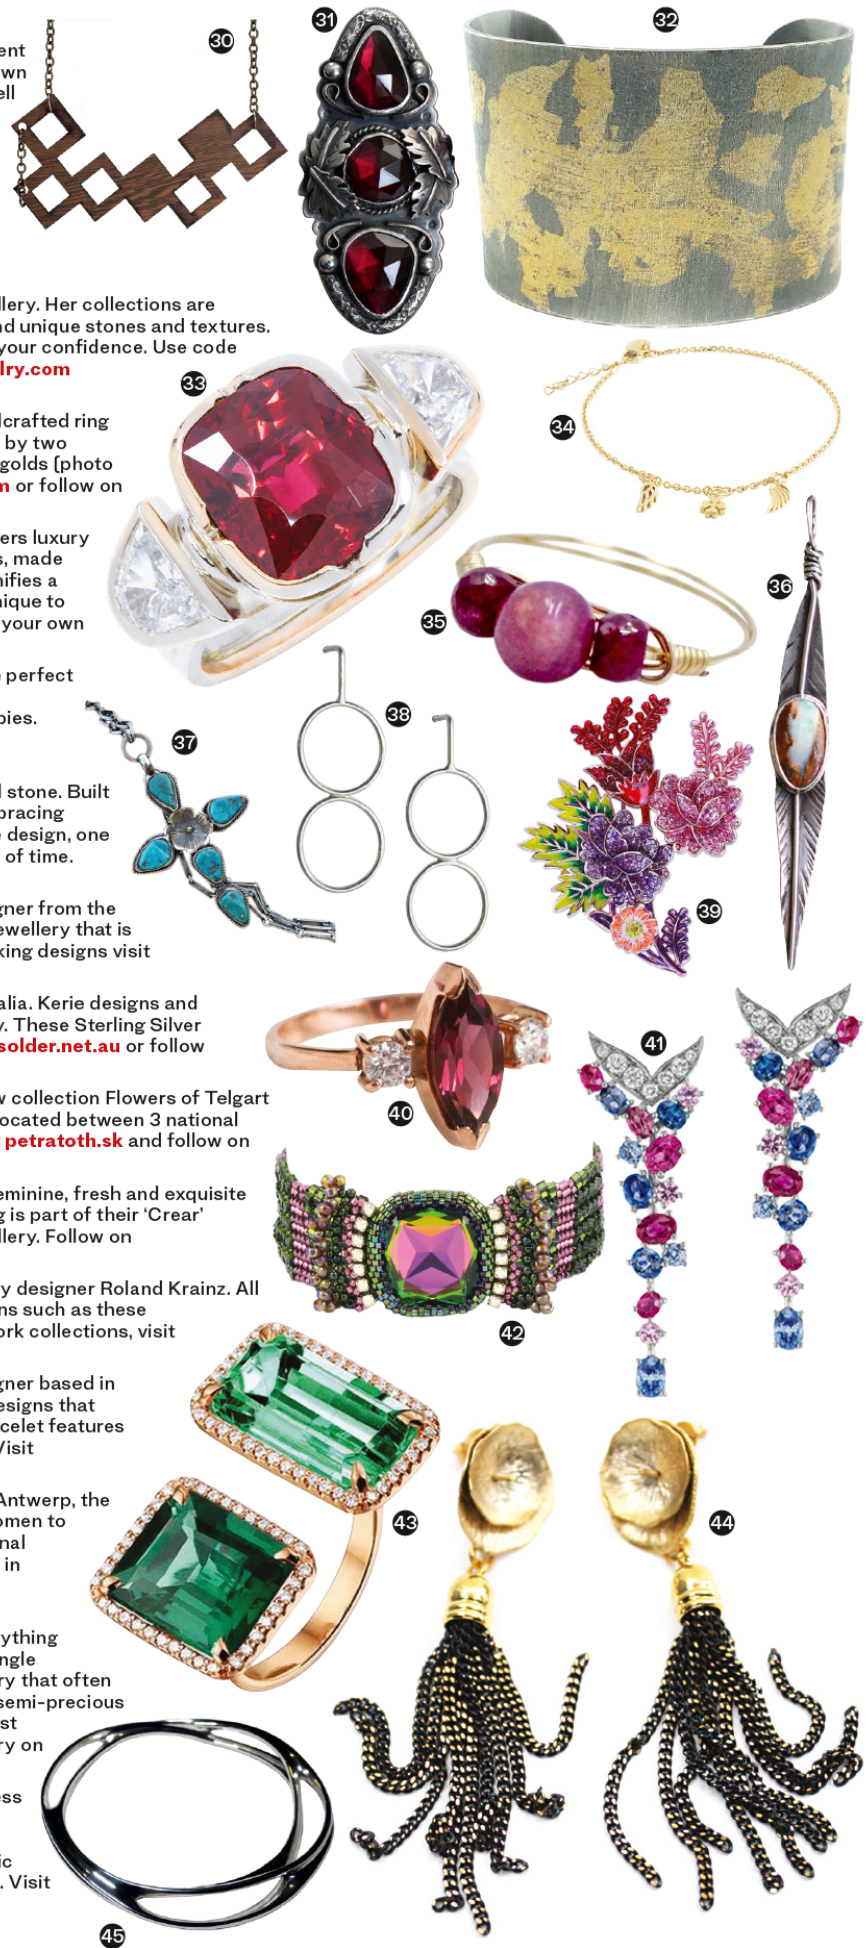 30
31
32
ent
wn
ell
llery. Her collections are
nd unique stones and textures.
your confidence. Use code
lry.com
33
34
lcrafted ring
by two
golds (photo
m or follow on
ers luxury
s, made
nifies a
nique to
your own
35
36
e perfect
pies.
37
38
39
l stone. Built
bracing
e design, one
of time.
gner from the
ewellery that is
king designs visit
alia. Kerie designs and
y. These Sterling Silver
solder.net.au or follow
40
41
w collection Flowers of Telgart
located between 3 national
petratoth.sk and follow on
eminine, fresh and exquisite
g is part of their ‘Crear’
llery. Follow on
y designer Roland Krainz. All
ns such as these
ork collections, visit
42
gner based in
esigns that
celet features
Visit
43
44
Antwerp, the
omen to
nal
in
ything
ngle
ry that often
semi-precious
st
ry on
ess
ic
. Visit
45